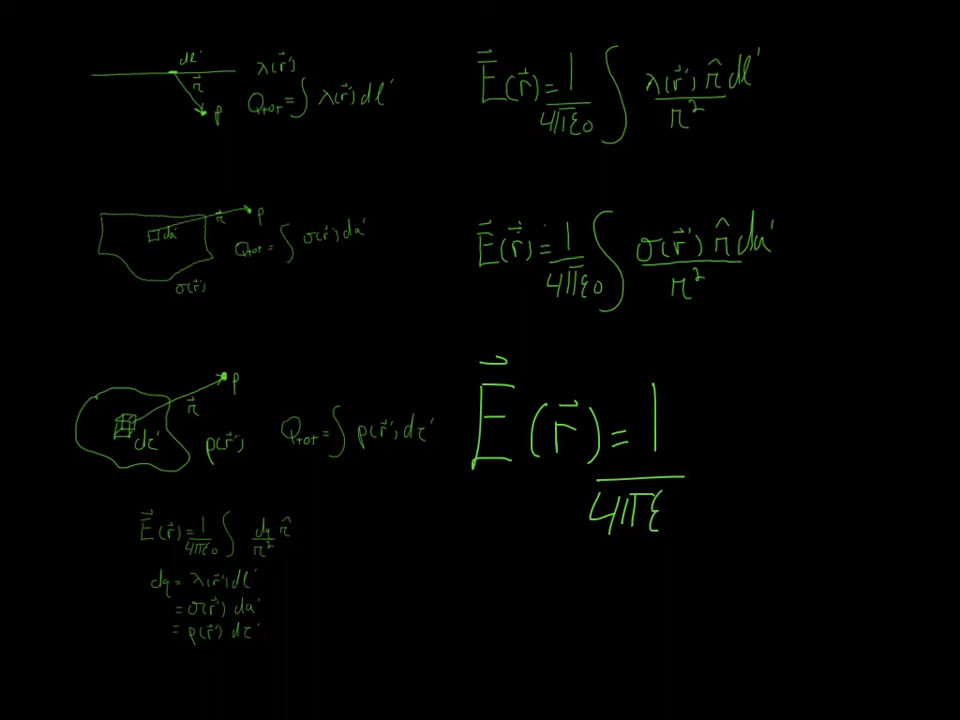 dl'
𝓇⃗
P
λ(r⃗')
Q_TOT = ∫ λ(r⃗') dl'
E⃗(r⃗) = 1/4πε₀ ∫ λ(r⃗') 𝓇̂ dl' / 𝓇²
da'
𝓇⃗
P
σ(r⃗')
Q_TOT = ∫ σ(r⃗') da'
E⃗(r⃗) = 1/4πε₀ ∫ σ(r⃗') 𝓇̂ da' / 𝓇²
dτ'
𝓇⃗
P
ρ(r⃗')
Q_TOT = ∫ ρ(r⃗') dτ'
E⃗(r⃗) = 1/4πε
E⃗(r⃗) = 1/4πε₀ ∫ dq/𝓇² 𝓇̂
dq = λ(r⃗') dl'
= σ(r⃗') da'
= ρ(r⃗') dτ'